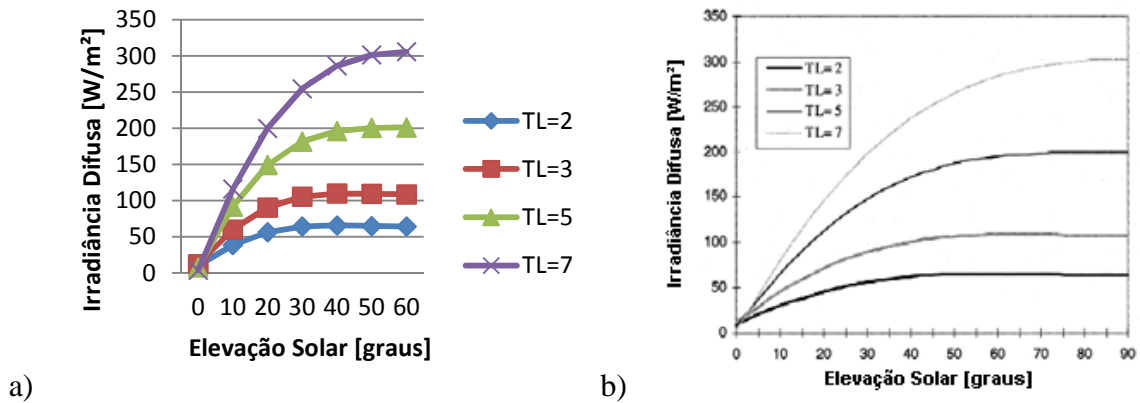 350
300
250
200
150
100
50
0
Irradiância Difusa [W/m²]
0 10 20 30 40 50 60
Elevação Solar [graus]
TL=2
TL=3
TL=5
TL=7
a)
350
300
250
200
150
100
50
0
Irradiância Difusa [W/m²]
TL=2
TL=3
TL=5
TL=7
0 10 20 30 40 50 60 70 80 90
Elevação Solar [graus]
b)